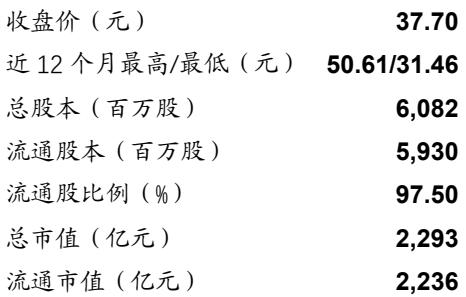 收盘价（元） 37.70
近 12 个月最高/最低（元） 50.61/31.46
总股本（百万股） 6,082
流通股本（百万股） 5,930
流通股比例（%） 97.50
总市值（亿元） 2,293
流通市值（亿元） 2,236